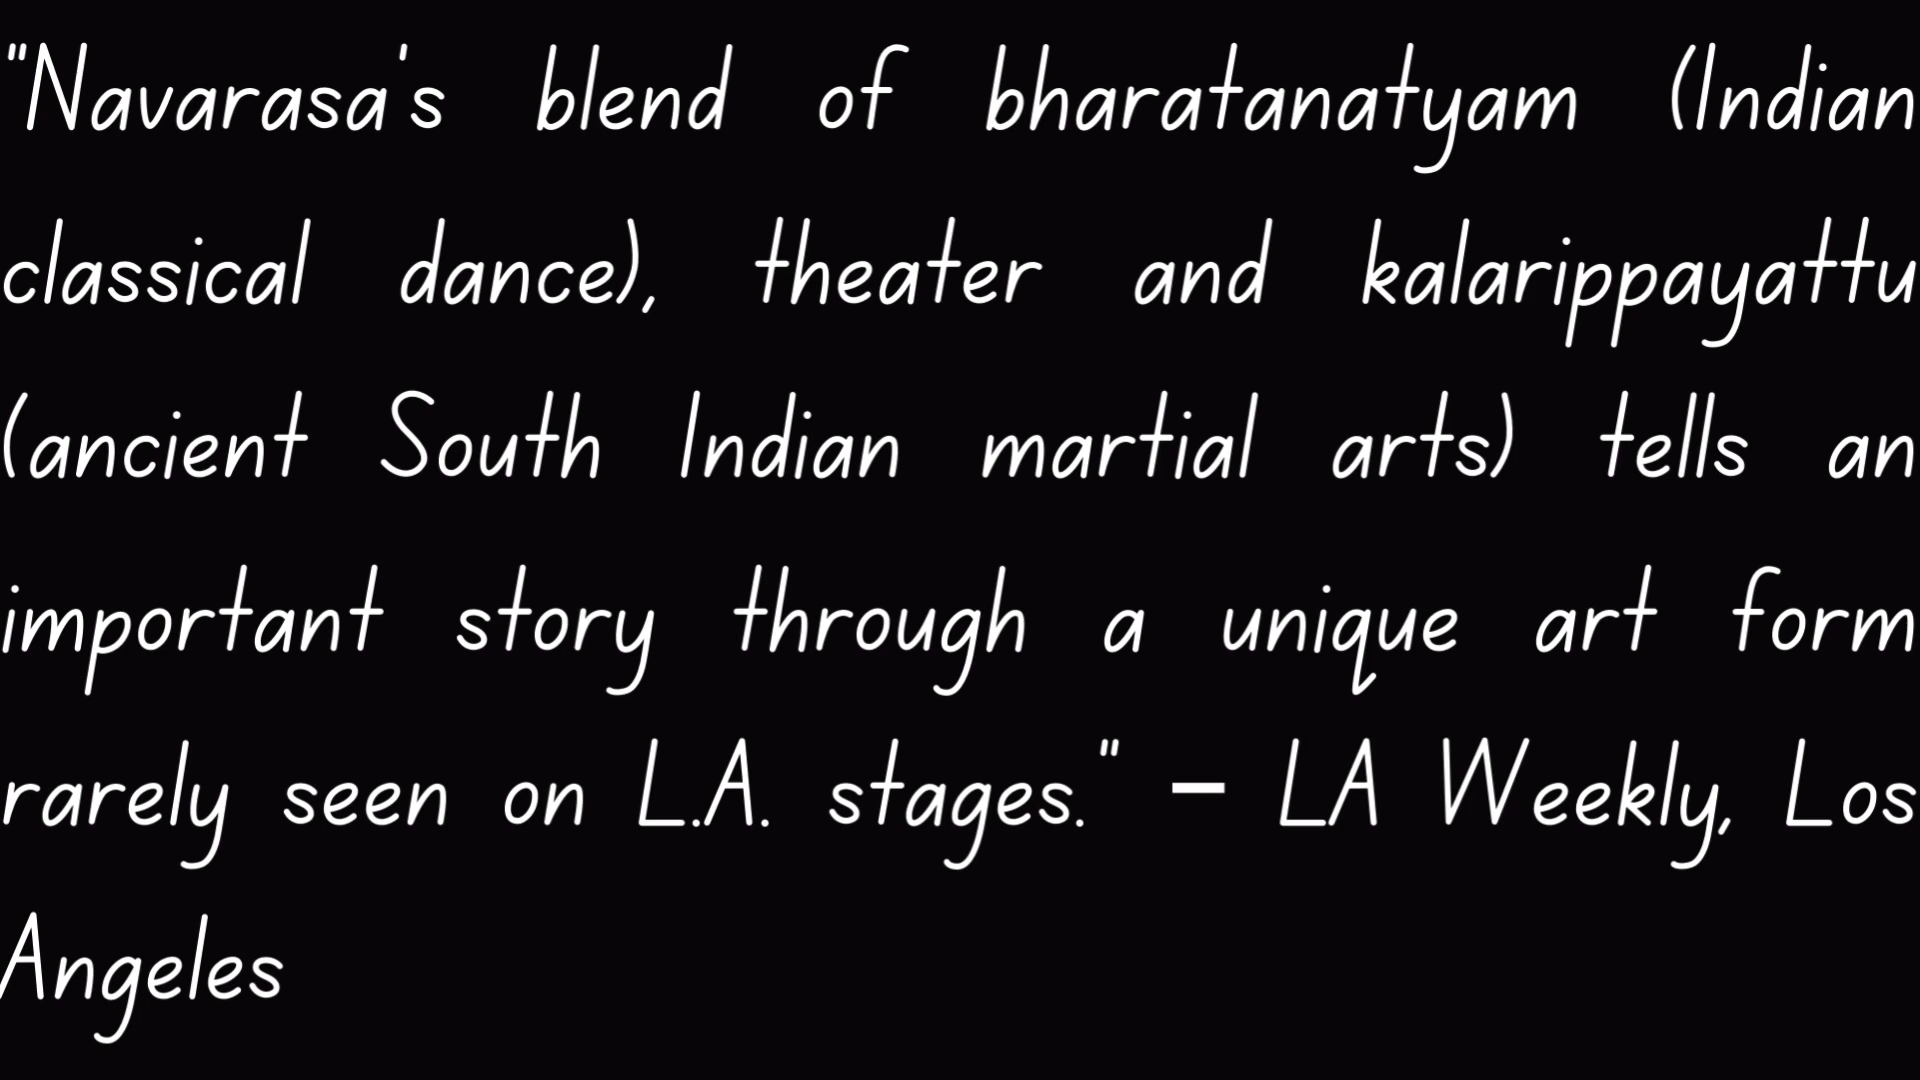 "Navarasa's blend of bharatanatyam (Indian
classical dance), theater and kalarippayattu
(ancient South Indian martial arts) tells an
important story through a unique art form
rarely seen on L.A. stages." – LA Weekly, Los
Angeles